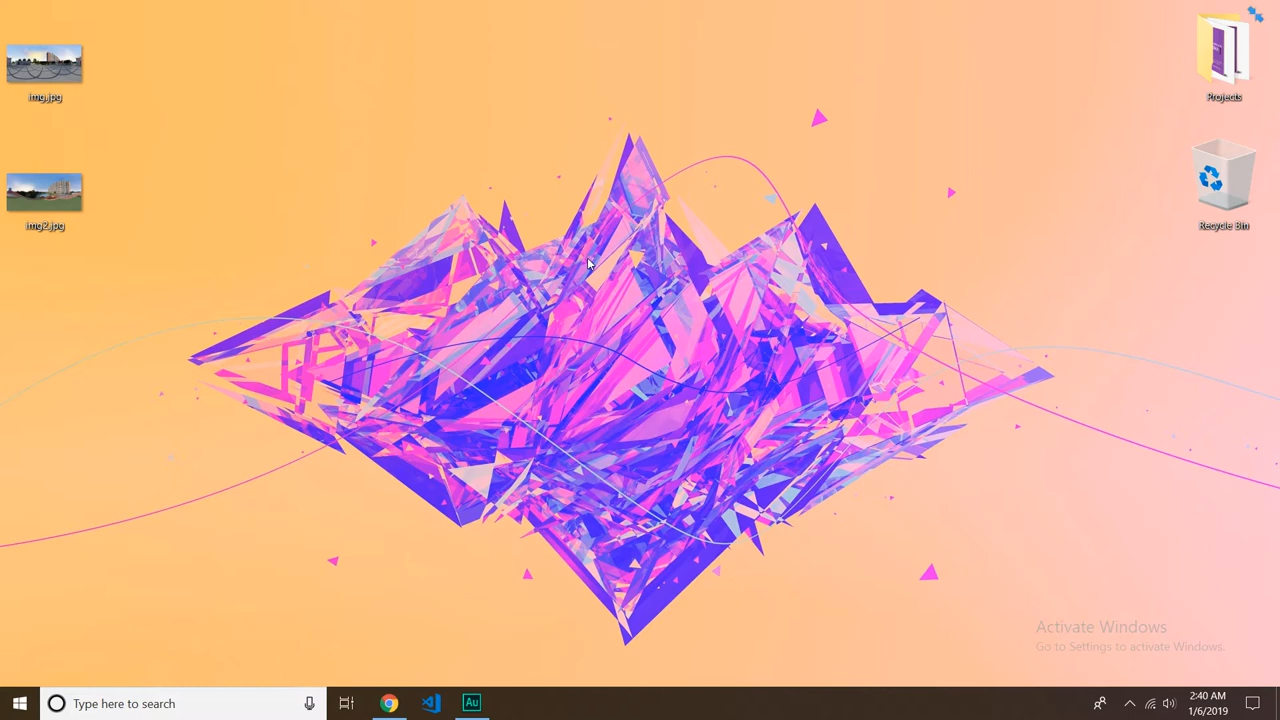 img.jpg
Projects
img2.jpg
Recycle Bin
Activate Windows
Go to Settings to activate Windows.
Type here to search
Au
2:40 AM
1/6/2019